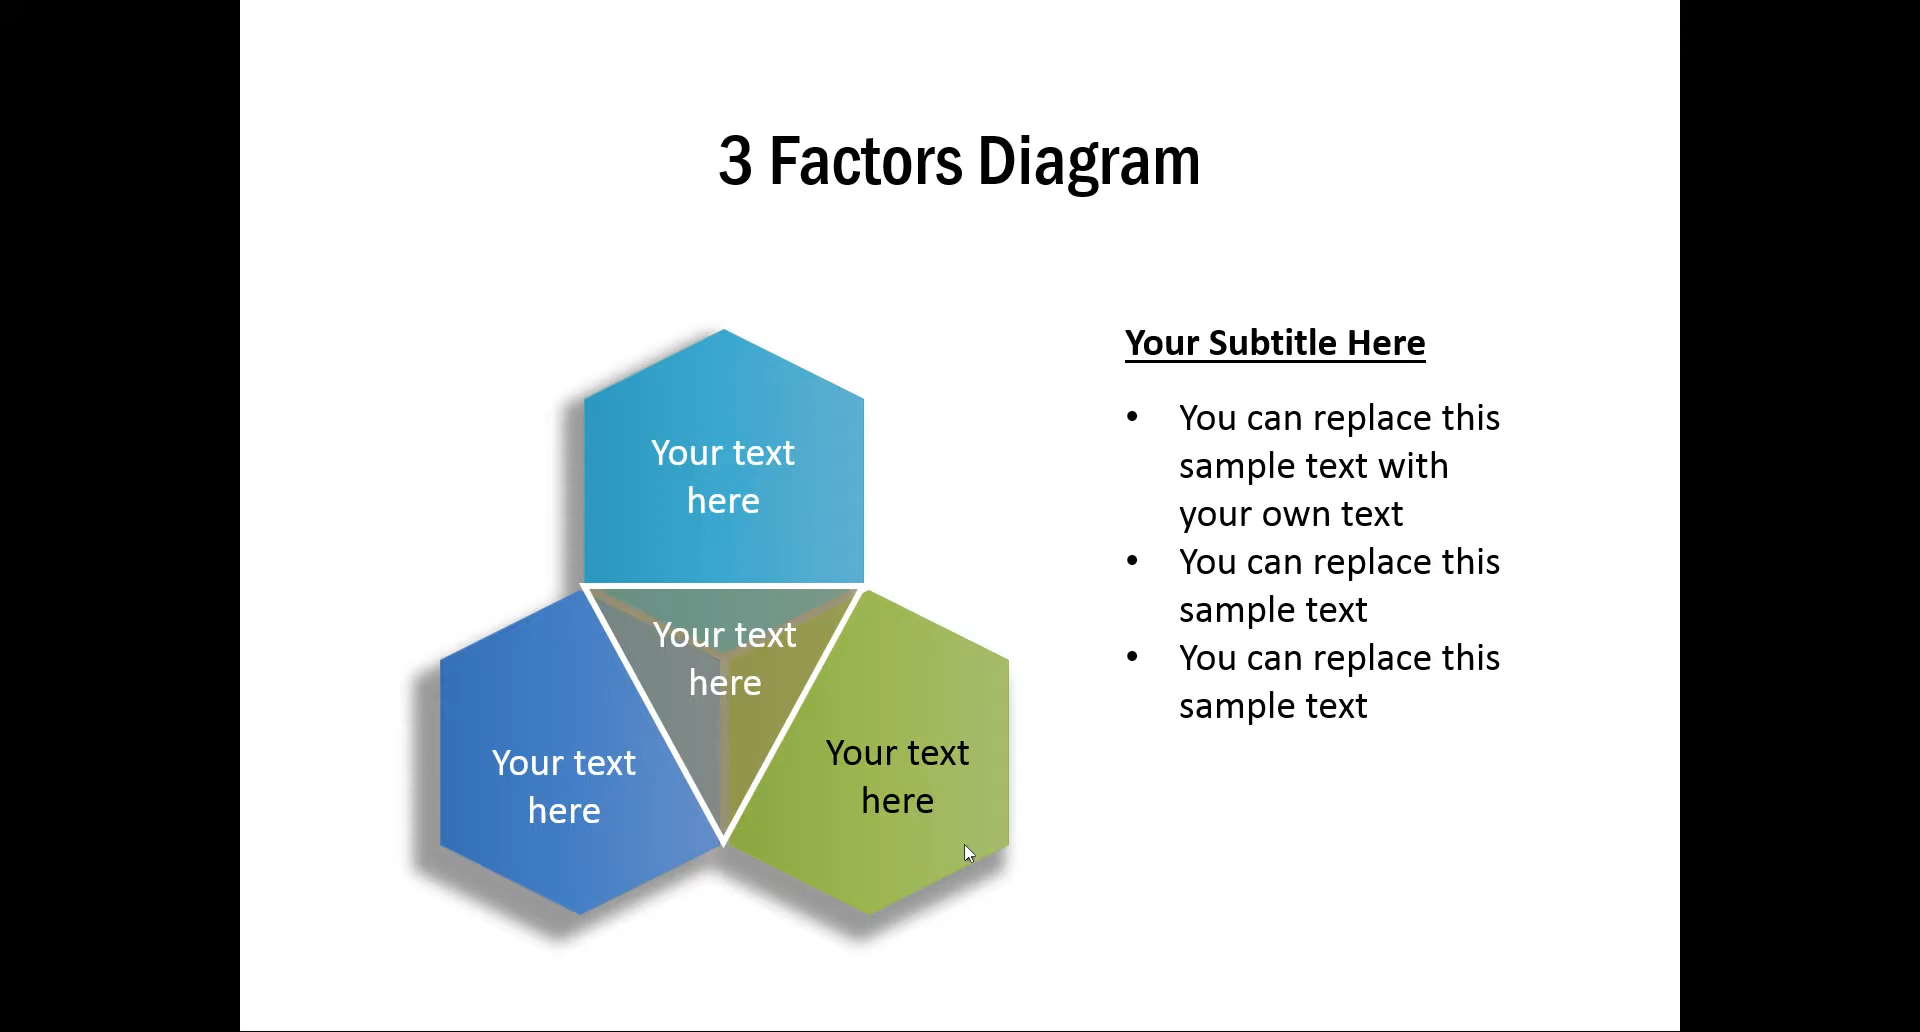 3 Factors Diagram
Your text
here
Your text
here
Your text
here
Your text
here
Your Subtitle Here
• You can replace this
sample text with
your own text
• You can replace this
sample text
• You can replace this
sample text